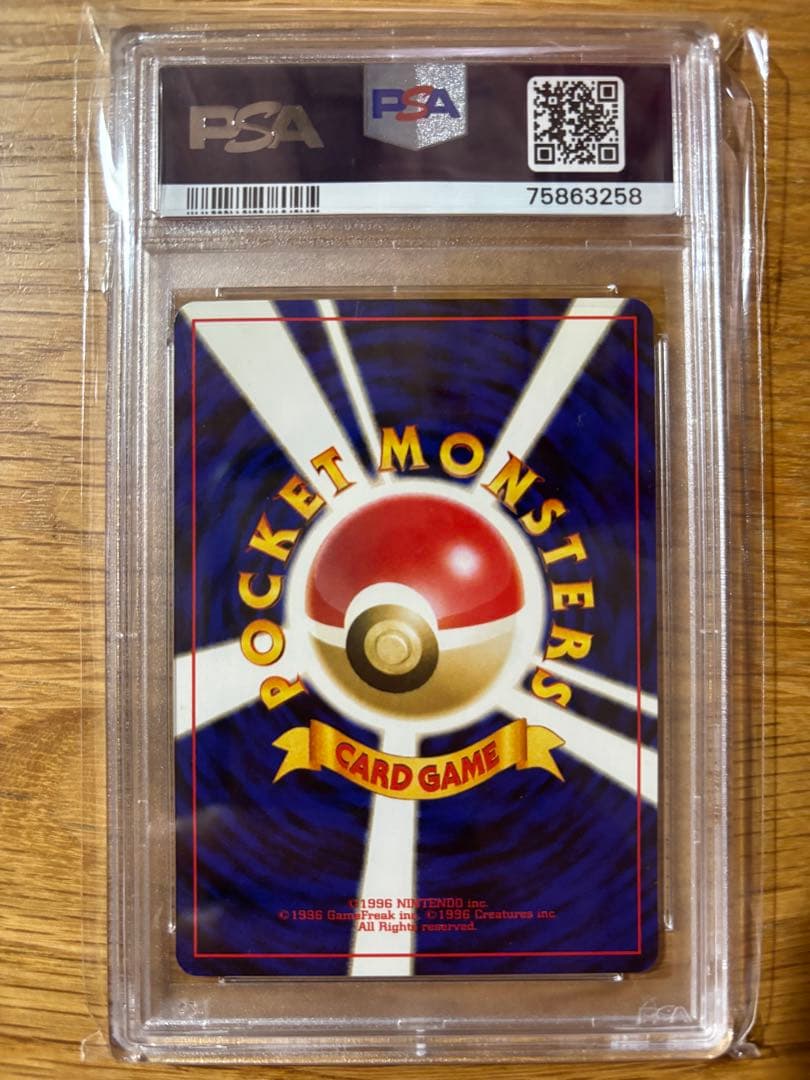 PSA
PSA
75863258
POCKET MONSTERS
CARD GAME
©1996 NINTENDO inc.
©1996 GameFreak inc. ©1996 Creatures inc.
All Rights reserved.
PSA